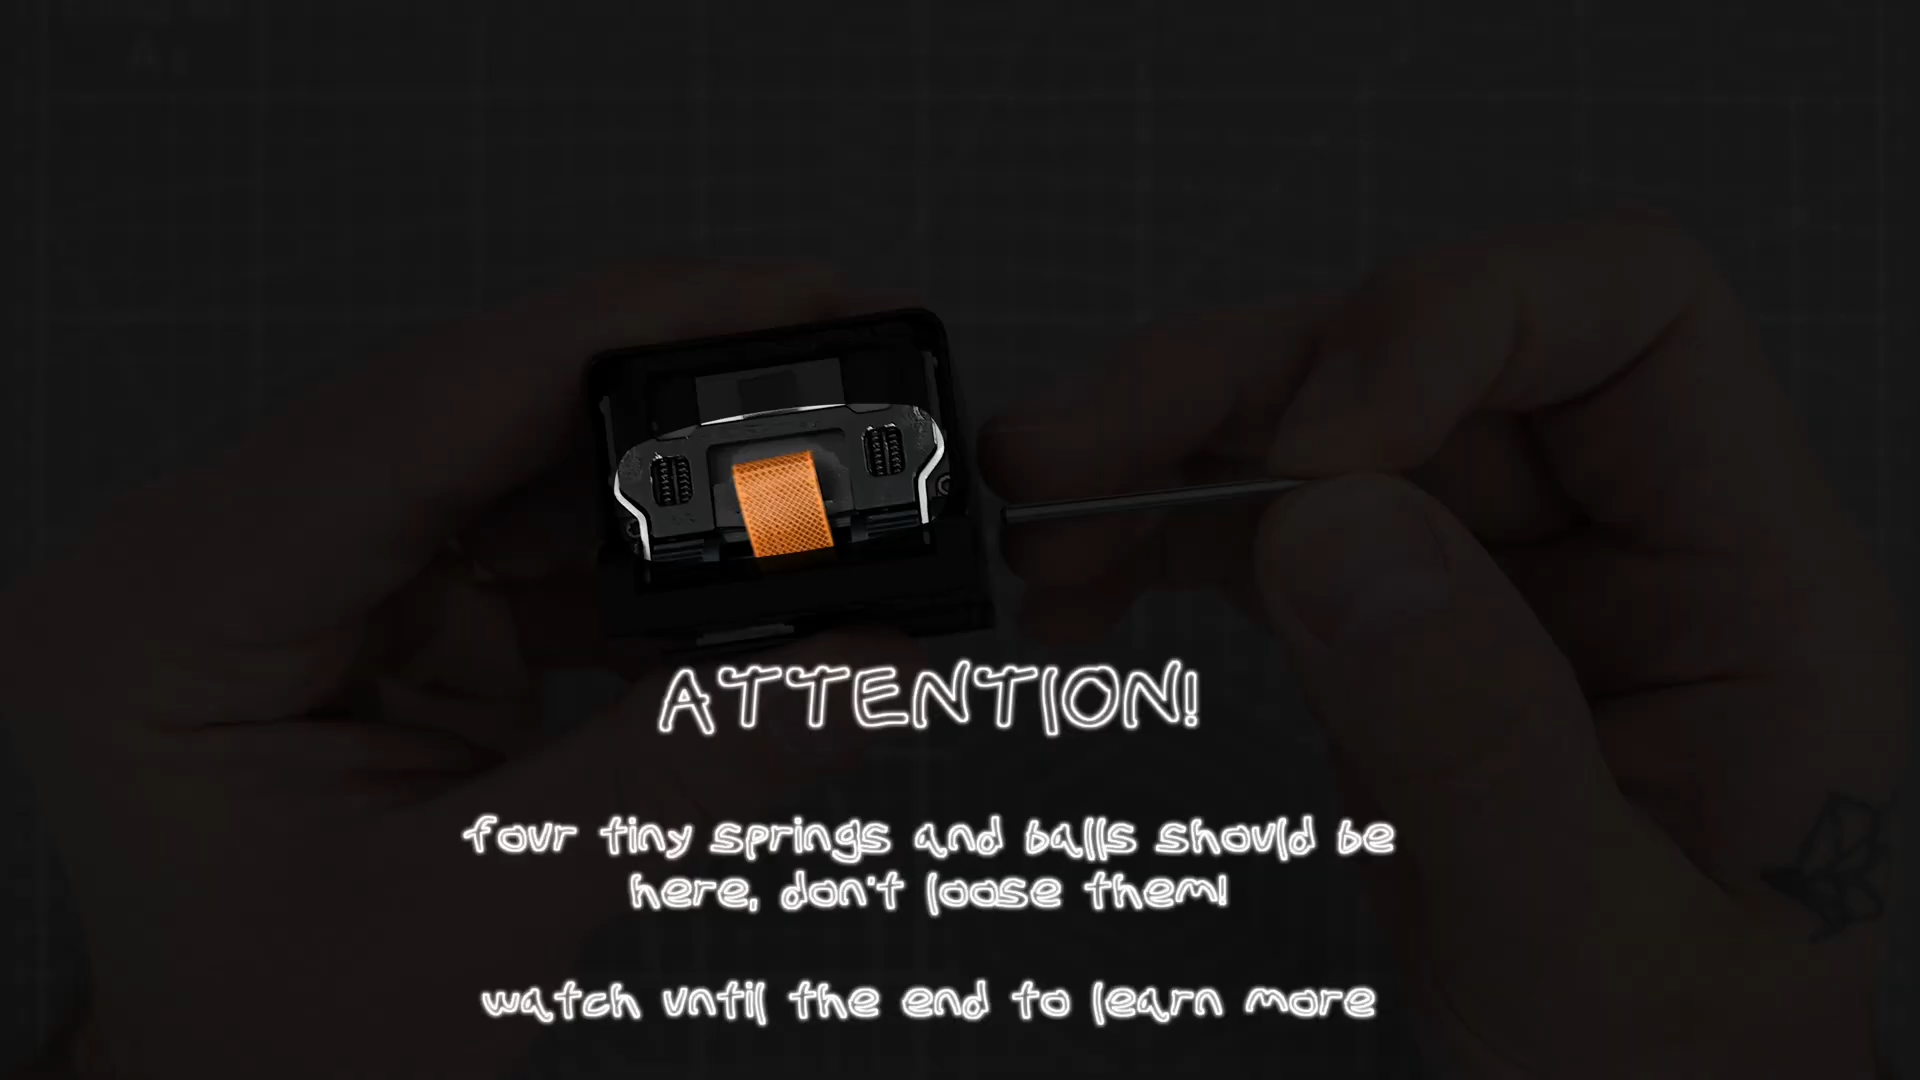 ATTENTION!
four tiny springs and balls should be
here, don't loose them!
watch until the end to learn more